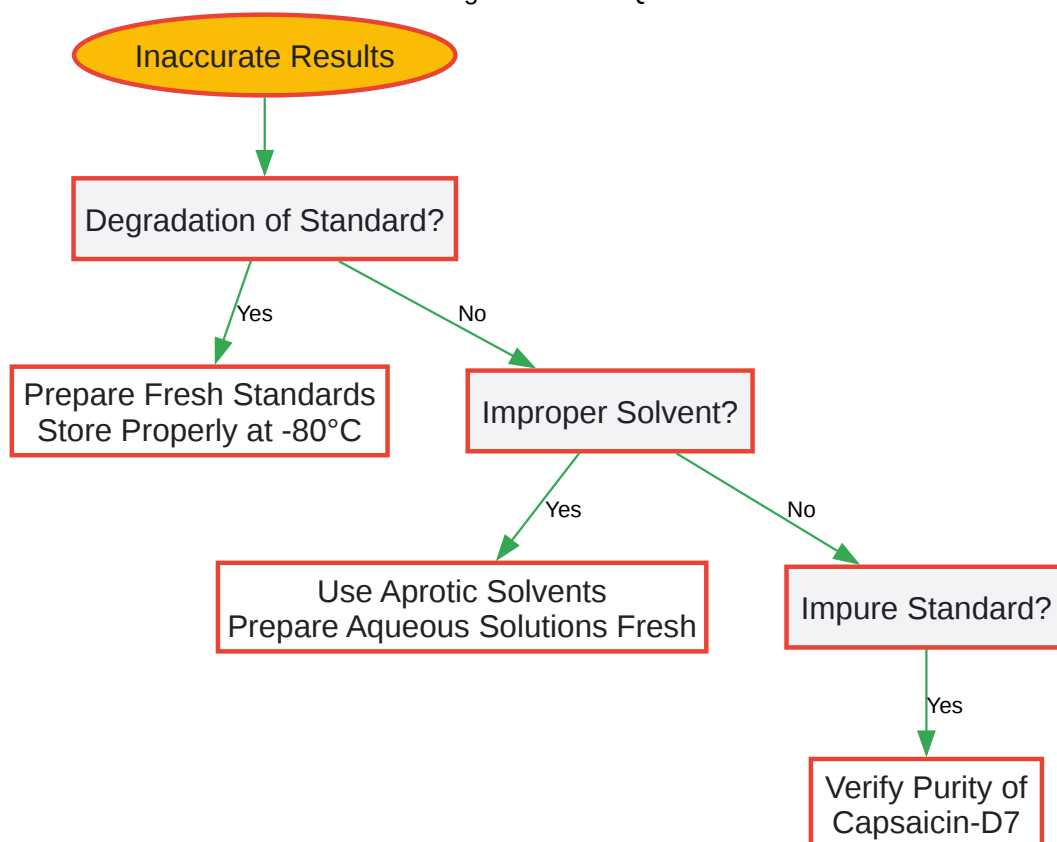 Inaccurate Results
Degradation of Standard?
Yes
No
Prepare Fresh Standards
Store Properly at -80°C
Improper Solvent?
Yes
No
Use Aprotic Solvents
Prepare Aqueous Solutions Fresh
Impure Standard?
Yes
Verify Purity of
Capsaicin-D7